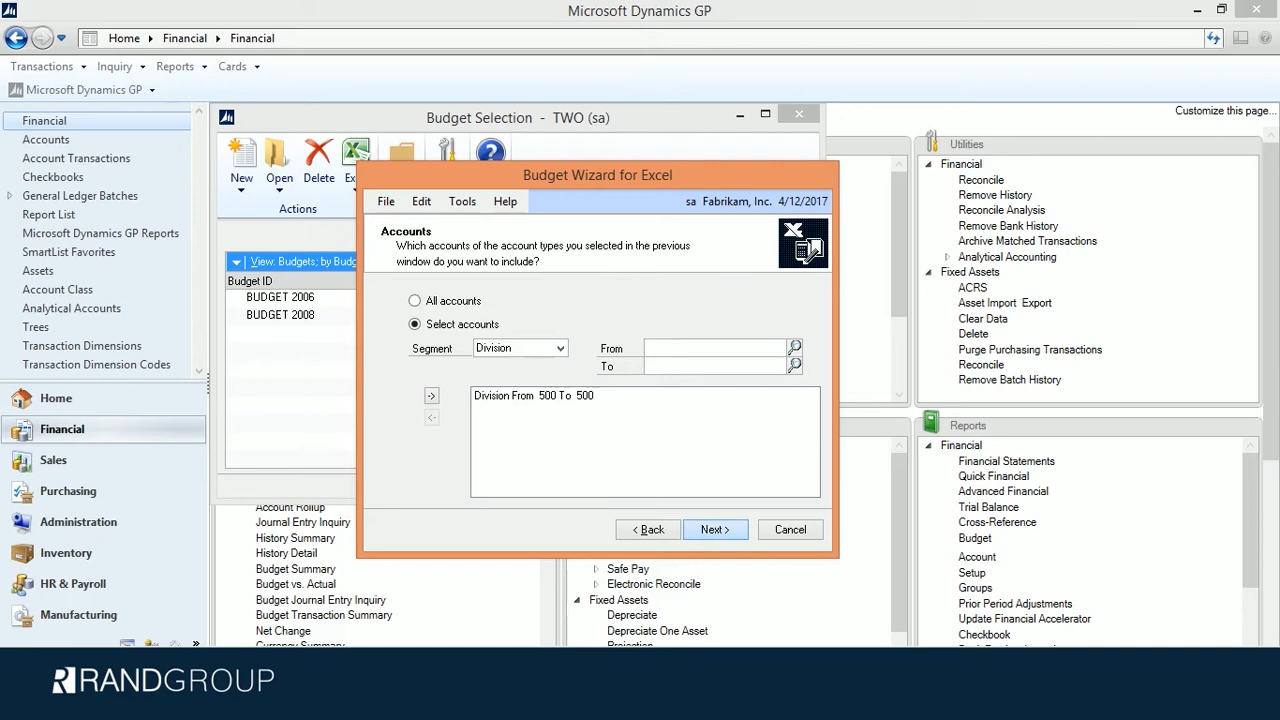 Microsoft Dynamics GP
Home Financial Financial
Transactions Inquiry Reports Cards
Microsoft Dynamics GP
Customize this page...
Financial
Accounts
Account Transactions
Checkbooks
General Ledger Batches
Report List
Microsoft Dynamics GP Reports
SmartList Favorites
Assets
Account Class
Analytical Accounts
Trees
Transaction Dimensions
Transaction Dimension Codes
Home
Financial
Sales
Purchasing
Administration
Inventory
HR & Payroll
Manufacturing
Budget Selection - TWO (sa)
New
Open
Delete
Ex
Actions
View: Budgets; by Budg
Budget ID
BUDGET 2006
BUDGET 2008
Budget Wizard for Excel
File Edit Tools Help
sa Fabrikam, Inc. 4/12/2017
Accounts
Which accounts of the account types you selected in the previous
window do you want to include?
All accounts
Select accounts
Segment Division From
To
->
<-
Division From 500 To 500
< Back Next > Cancel
Account Rollup
Journal Entry Inquiry
History Summary
History Detail
Budget Summary
Budget vs. Actual
Budget Journal Entry Inquiry
Budget Transaction Summary
Net Change
Currency Summary
Safe Pay
Electronic Reconcile
Fixed Assets
Depreciate
Depreciate One Asset
Projection
Utilities
Financial
Reconcile
Remove History
Reconcile Analysis
Remove Bank History
Archive Matched Transactions
Analytical Accounting
Fixed Assets
ACRS
Asset Import Export
Clear Data
Delete
Purge Purchasing Transactions
Reconcile
Remove Batch History
Reports
Financial
Financial Statements
Quick Financial
Advanced Financial
Trial Balance
Cross-Reference
Budget
Account
Setup
Groups
Prior Period Adjustments
Update Financial Accelerator
Checkbook
RANDGROUP